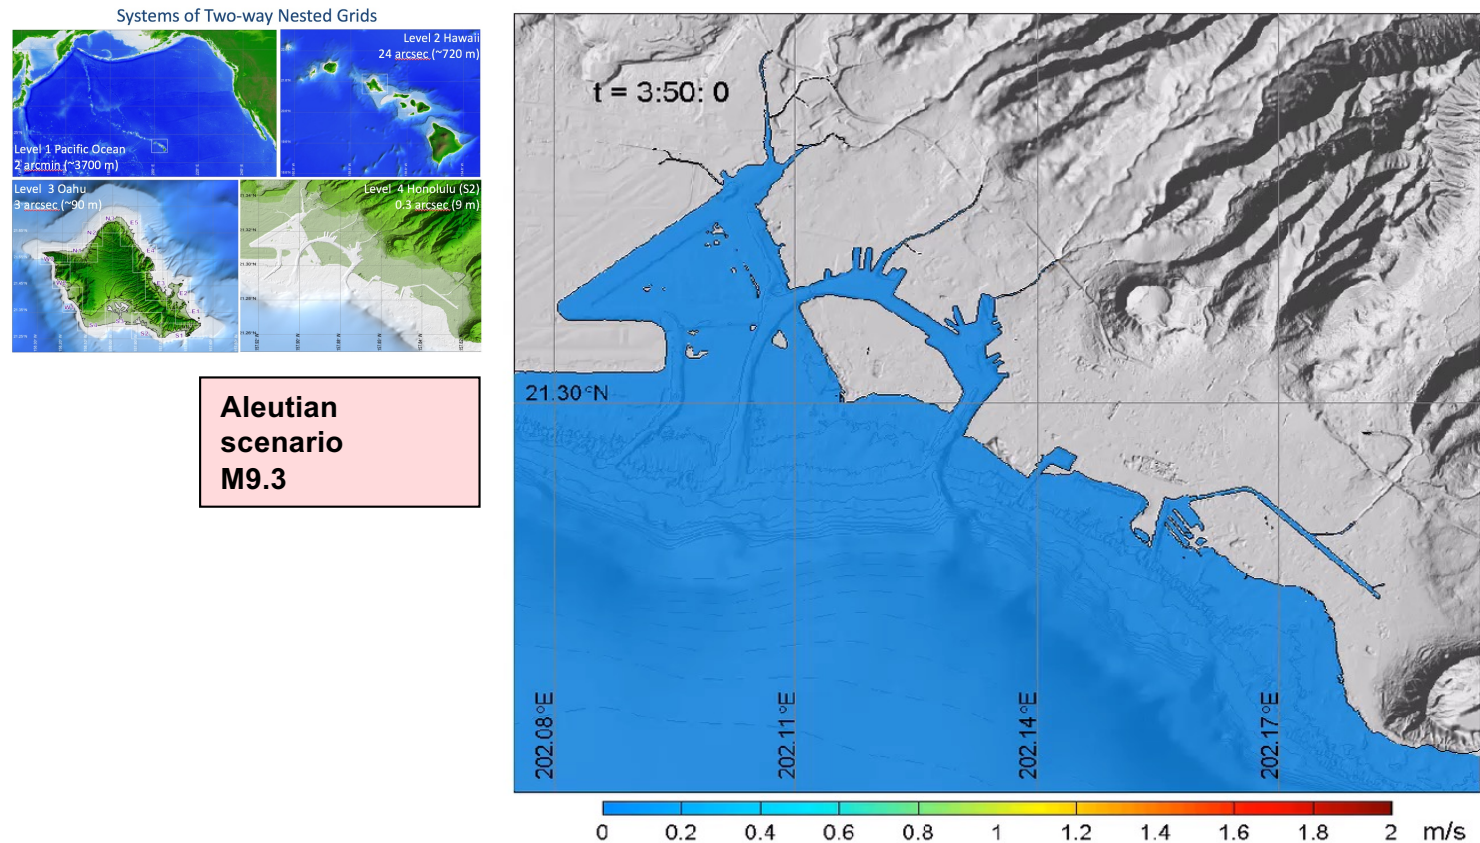 Systems of Two-way Nested Grids
Level 2 Hawaii
24 arcsec (~720 m)
Level 1 Pacific Ocean
2 arcmin (~3700 m)
Level 3 Oahu
3 arcsec (~90 m)
Level 4 Honolulu (S2)
0.3 arcsec (9 m)
Aleutian
scenario
M9.3
t = 3:50: 0
21.30°N
202.08°E
202.11°E
202.14°E
202.17°E
0 0.2 0.4 0.6 0.8 1 1.2 1.4 1.6 1.8 2 m/s